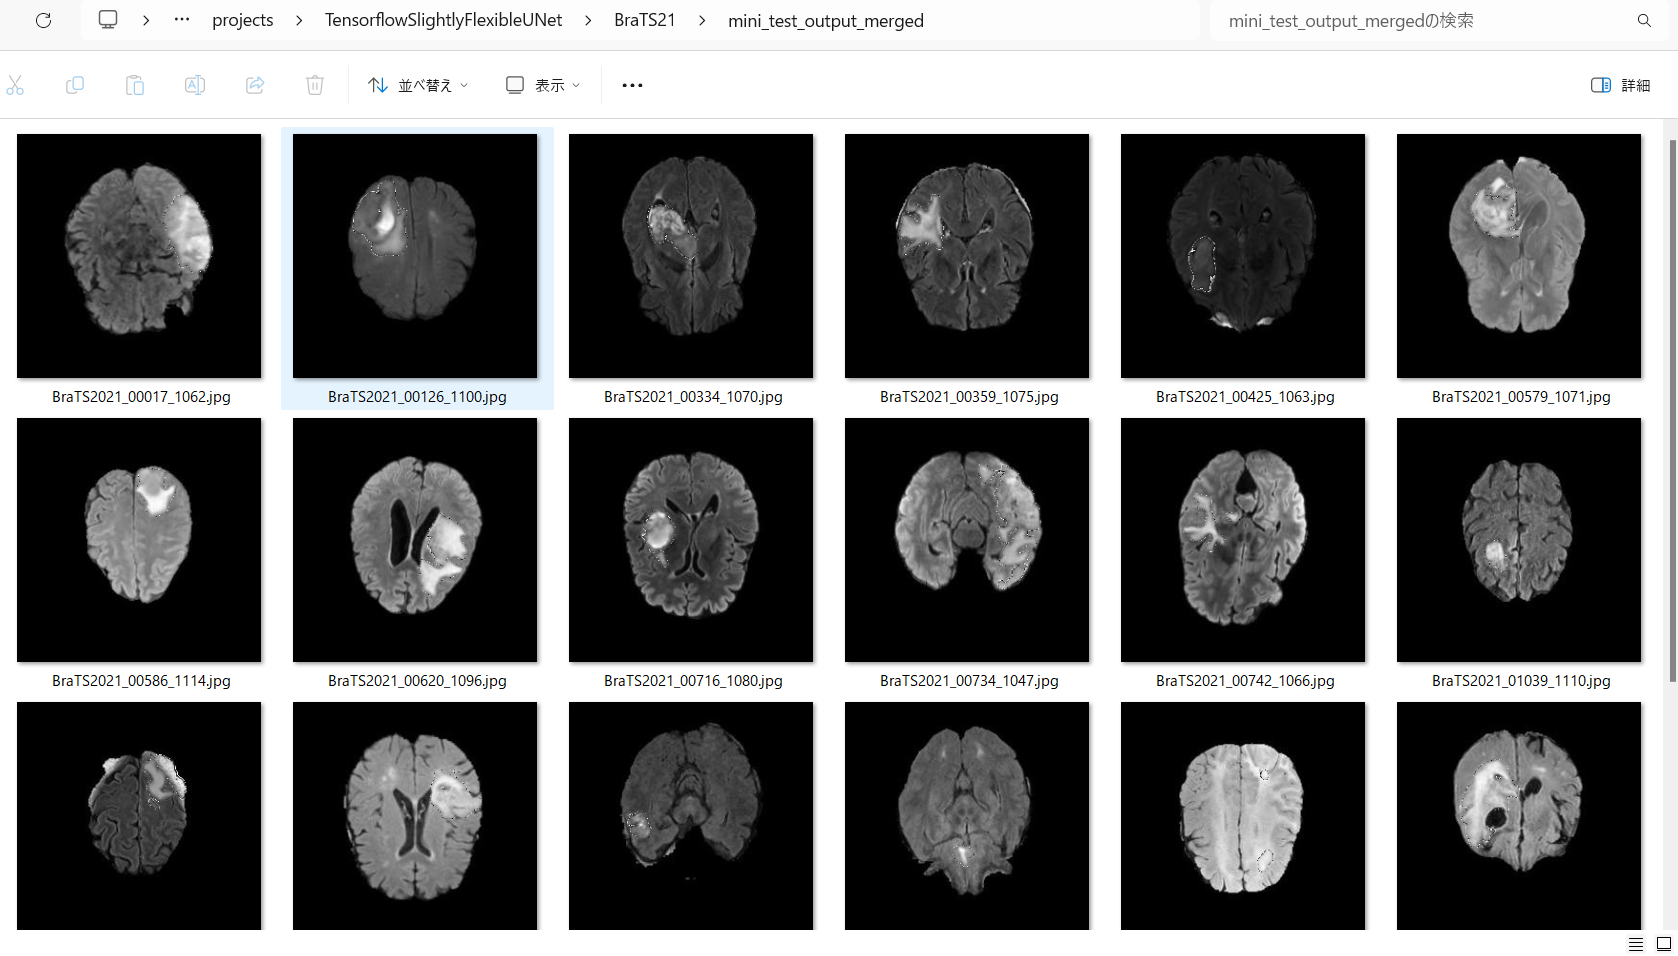 projects > TensorflowSlightlyFlexibleUNet > BraTS21 > mini_test_output_merged
mini_test_output_mergedの検索
並べ替え 表示 詳細
BraTS2021_00017_1062.jpg
BraTS2021_00126_1100.jpg
BraTS2021_00334_1070.jpg
BraTS2021_00359_1075.jpg
BraTS2021_00425_1063.jpg
BraTS2021_00579_1071.jpg
BraTS2021_00586_1114.jpg
BraTS2021_00620_1096.jpg
BraTS2021_00716_1080.jpg
BraTS2021_00734_1047.jpg
BraTS2021_00742_1066.jpg
BraTS2021_01039_1110.jpg